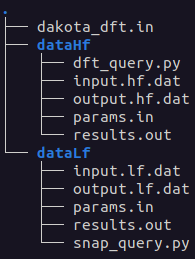 .
├── dakota_dft.in
├── dataHf
│   ├── dft_query.py
│   ├── input.hf.dat
│   ├── output.hf.dat
│   ├── params.in
│   └── results.out
└── dataLf
    ├── input.lf.dat
    ├── output.lf.dat
    ├── params.in
    ├── results.out
    └── snap_query.py